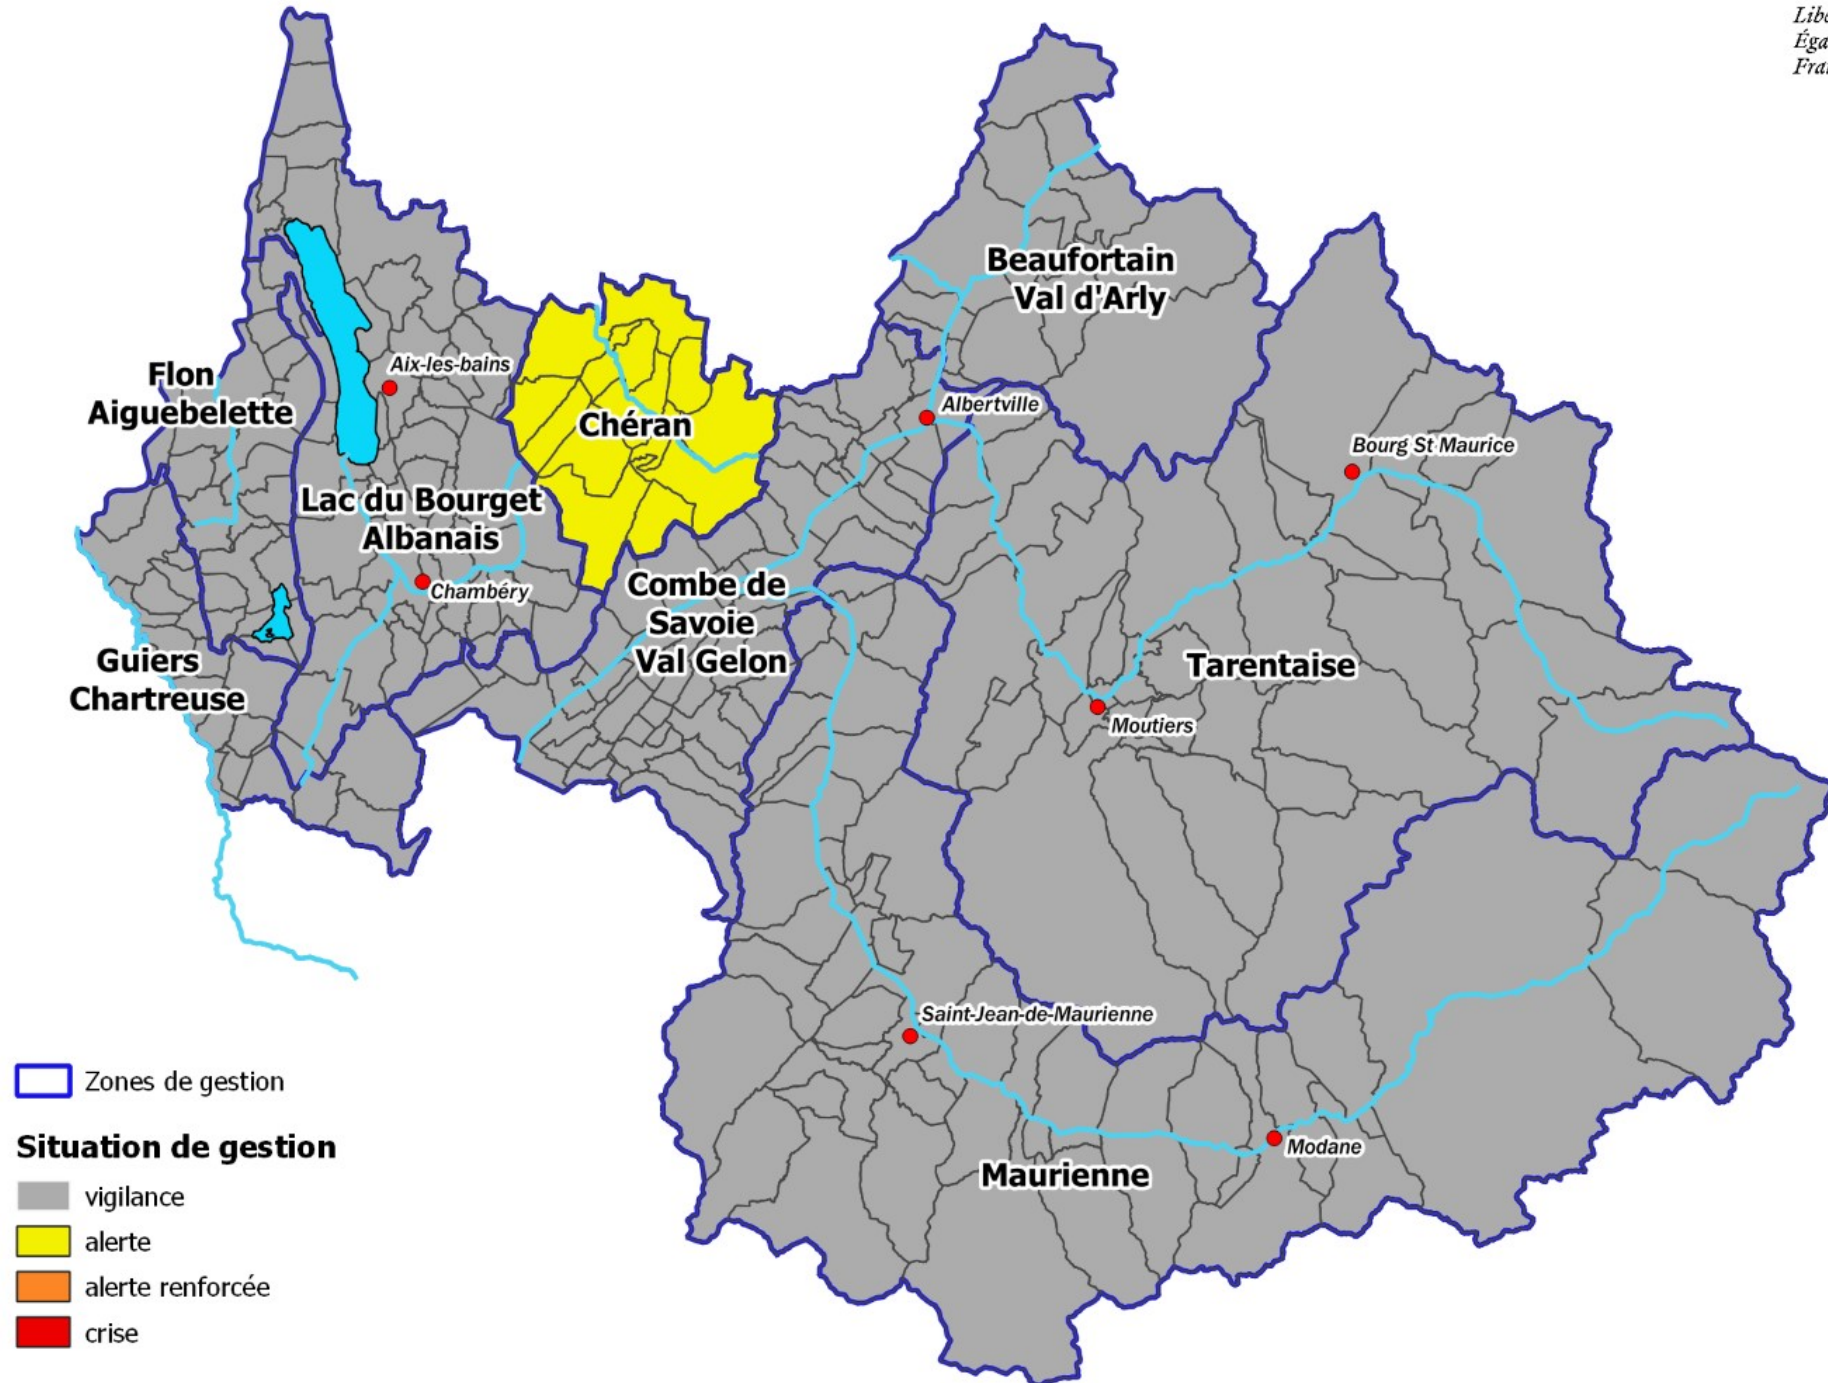 Beaufortain
Val d'Arly
Flon
Aiguebelette
Aix-les-bains
Chéran
Albertville
Bourg St Maurice
Lac du Bourget
Albanais
Chambéry
Combe de
Savoie
Val Gelon
Guiers
Chartreuse
Tarentaise
Moutiers
Saint-Jean-de-Maurienne
Modane
Maurienne
Zones de gestion
Situation de gestion
vigilance
alerte
alerte renforcée
crise